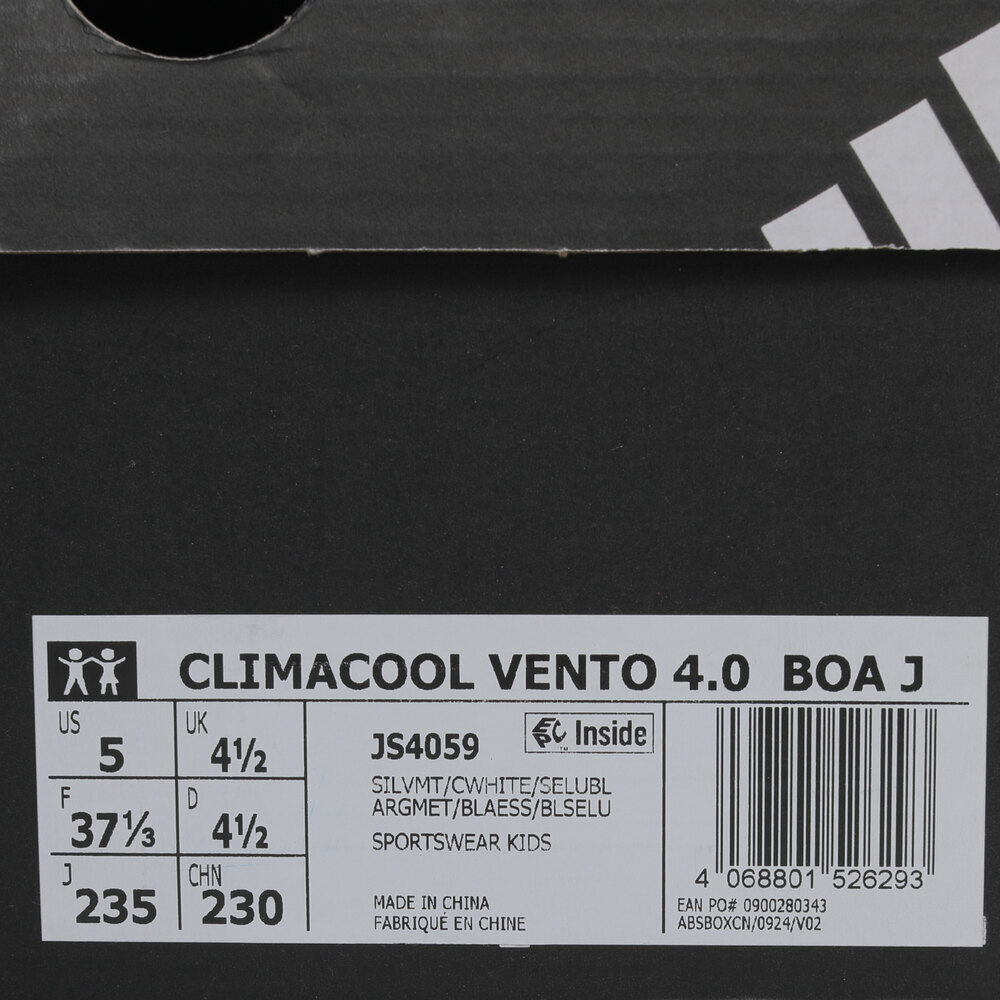 CLIMACOOL VENTO 4.0 BOA J
US 5
UK 4½
F 37⅓
D 4½
J 235
CHN 230
JS4059
EPC Inside
™
SILVMT/CWHITE/SELUBL
ARGMET/BLAESS/BLSELU
SPORTSWEAR KIDS
MADE IN CHINA
FABRIQUÉ EN CHINE
4 068801 526293
EAN PO# 0900280343
ABSBOXCN/0924/V02